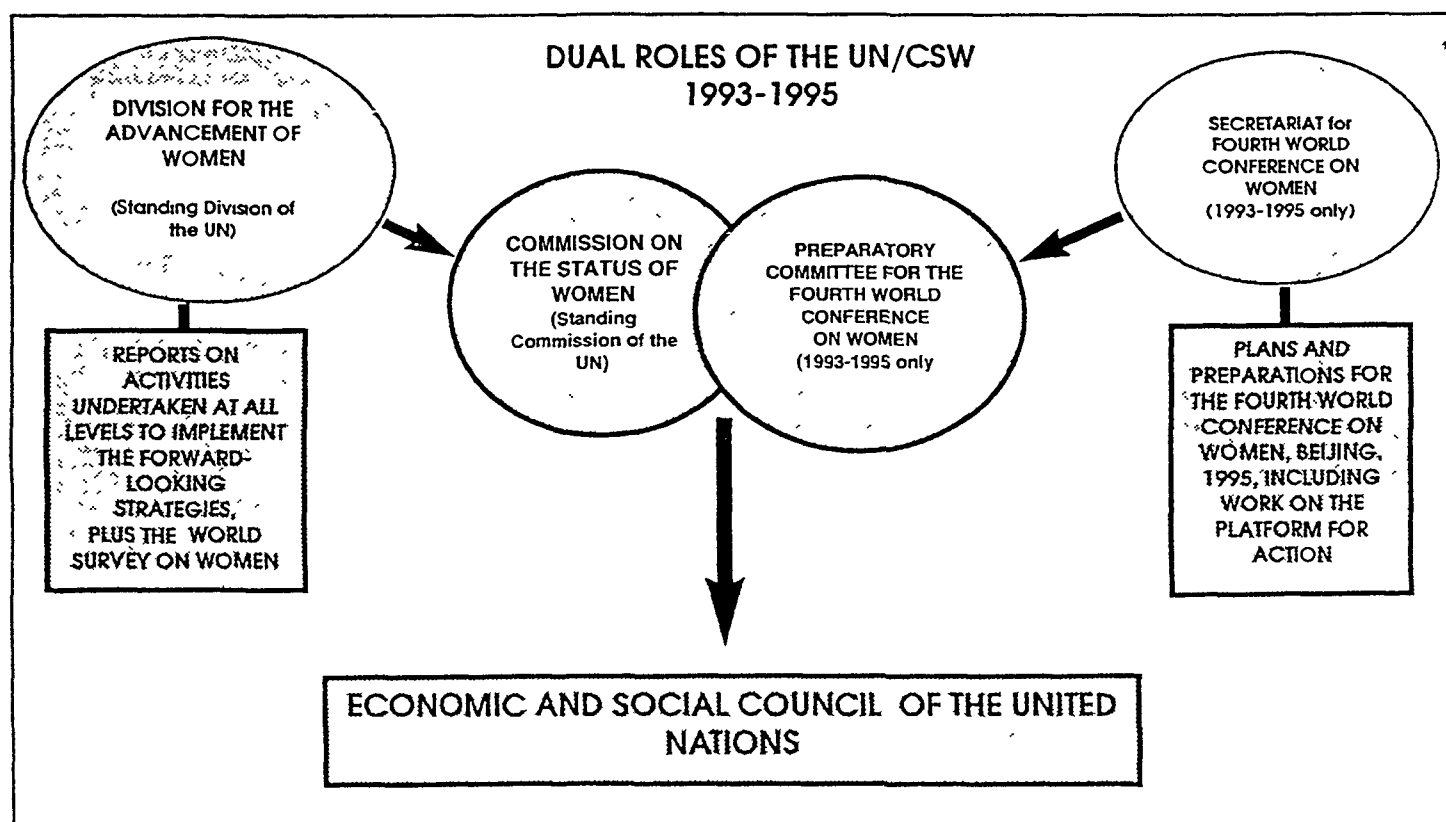 DUAL ROLES OF THE UN/CSW
1993-1995
DIVISION FOR THE
ADVANCEMENT OF
WOMEN
(Standing Division of
the UN)
COMMISSION ON
THE STATUS OF
WOMEN
(Standing
Commission of the
UN)
PREPARATORY
COMMITTEE FOR THE
FOURTH WORLD
CONFERENCE
ON WOMEN
(1993-1995 only
SECRETARIAT for
FOURTH WORLD
CONFERENCE ON
WOMEN
(1993-1995 only)
REPORTS ON
ACTIVITIES
UNDERTAKEN AT ALL
LEVELS TO IMPLEMENT
THE FORWARD-
LOOKING
STRATEGIES,
PLUS THE WORLD
SURVEY ON WOMEN
PLANS AND
PREPARATIONS FOR
THE FOURTH WORLD
CONFERENCE ON
WOMEN, BEIJING,
1995, INCLUDING
WORK ON THE
PLATFORM FOR
ACTION
ECONOMIC AND SOCIAL COUNCIL OF THE UNITED
NATIONS